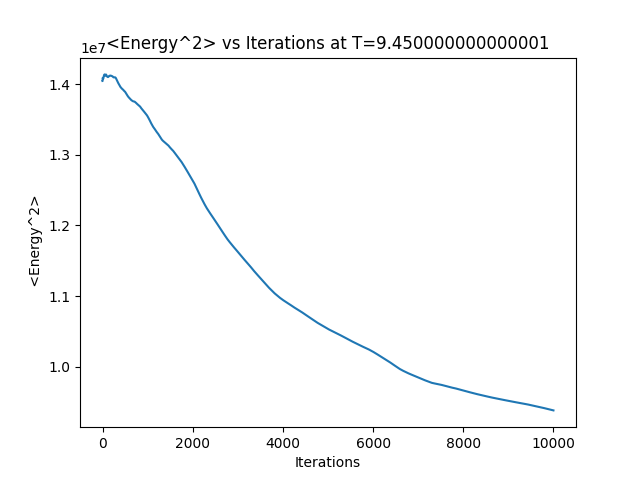 1e7
<Energy^2> vs Iterations at T=9.450000000000001
1.4
1.3
1.2
1.1
1.0
<Energy^2>
0 2000 4000 6000 8000 10000
Iterations